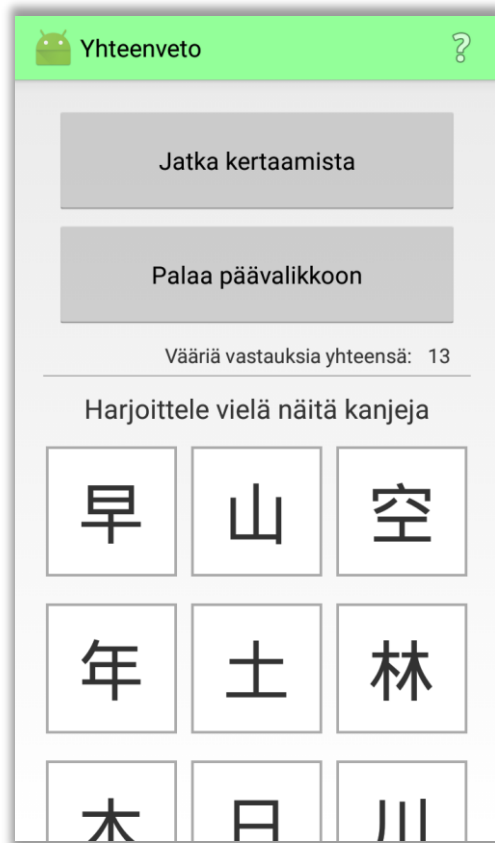 Yhteenveto
Jatka kertaamista
Palaa päävalikkoon
Vääriä vastauksia yhteensä: 13
Harjoittele vielä näitä kanjeja
早 山 空
年 土 林
川